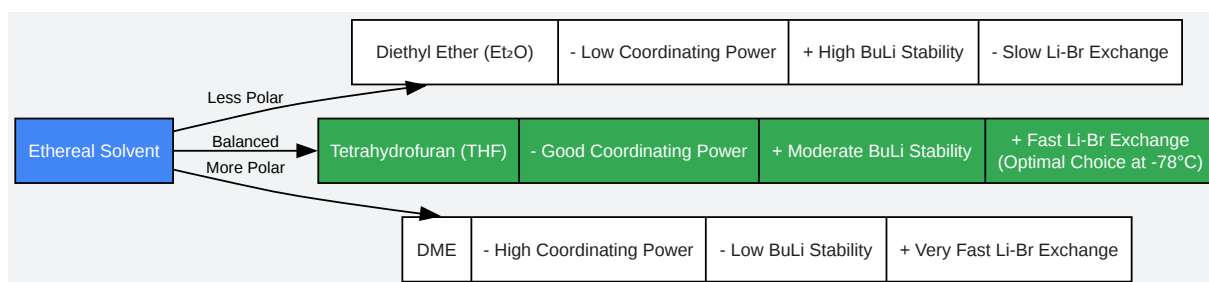 Diethyl Ether (Et₂O)
- Low Coordinating Power
+ High BuLi Stability
- Slow Li-Br Exchange
Less Polar
Ethereal Solvent
Balanced
Tetrahydrofuran (THF)
- Good Coordinating Power
+ Moderate BuLi Stability
+ Fast Li-Br Exchange
(Optimal Choice at -78°C)
More Polar
DME
- High Coordinating Power
- Low BuLi Stability
+ Very Fast Li-Br Exchange